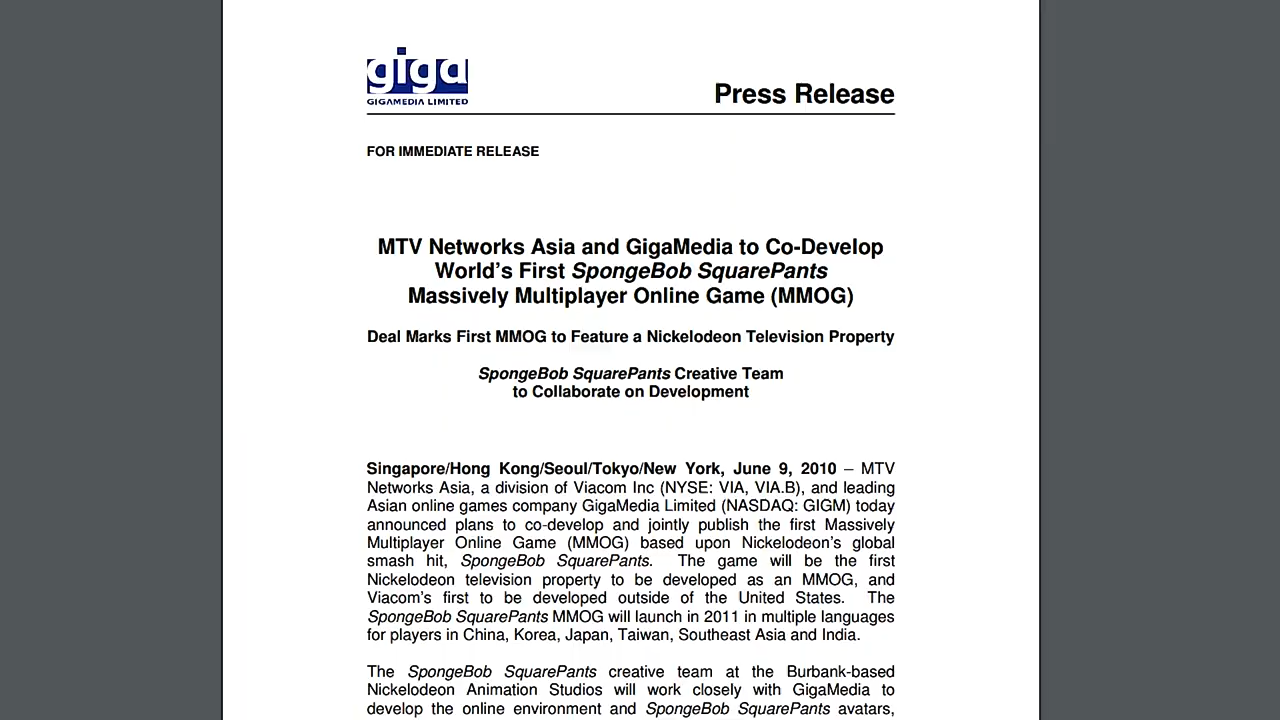 giga
GIGAMEDIA LIMITED
Press Release
FOR IMMEDIATE RELEASE
MTV Networks Asia and GigaMedia to Co-Develop
World's First SpongeBob SquarePants
Massively Multiplayer Online Game (MMOG)
Deal Marks First MMOG to Feature a Nickelodeon Television Property
SpongeBob SquarePants Creative Team
to Collaborate on Development
Singapore/Hong Kong/Seoul/Tokyo/New York, June 9, 2010 – MTV
Networks Asia, a division of Viacom Inc (NYSE: VIA, VIA.B), and leading
Asian online games company GigaMedia Limited (NASDAQ: GIGM) today
announced plans to co-develop and jointly publish the first Massively
Multiplayer Online Game (MMOG) based upon Nickelodeon's global
smash hit, SpongeBob SquarePants. The game will be the first
Nickelodeon television property to be developed as an MMOG, and
Viacom's first to be developed outside of the United States. The
SpongeBob SquarePants MMOG will launch in 2011 in multiple languages
for players in China, Korea, Japan, Taiwan, Southeast Asia and India.
The SpongeBob SquarePants creative team at the Burbank-based
Nickelodeon Animation Studios will work closely with GigaMedia to
develop the online environment and SpongeBob SquarePants avatars,